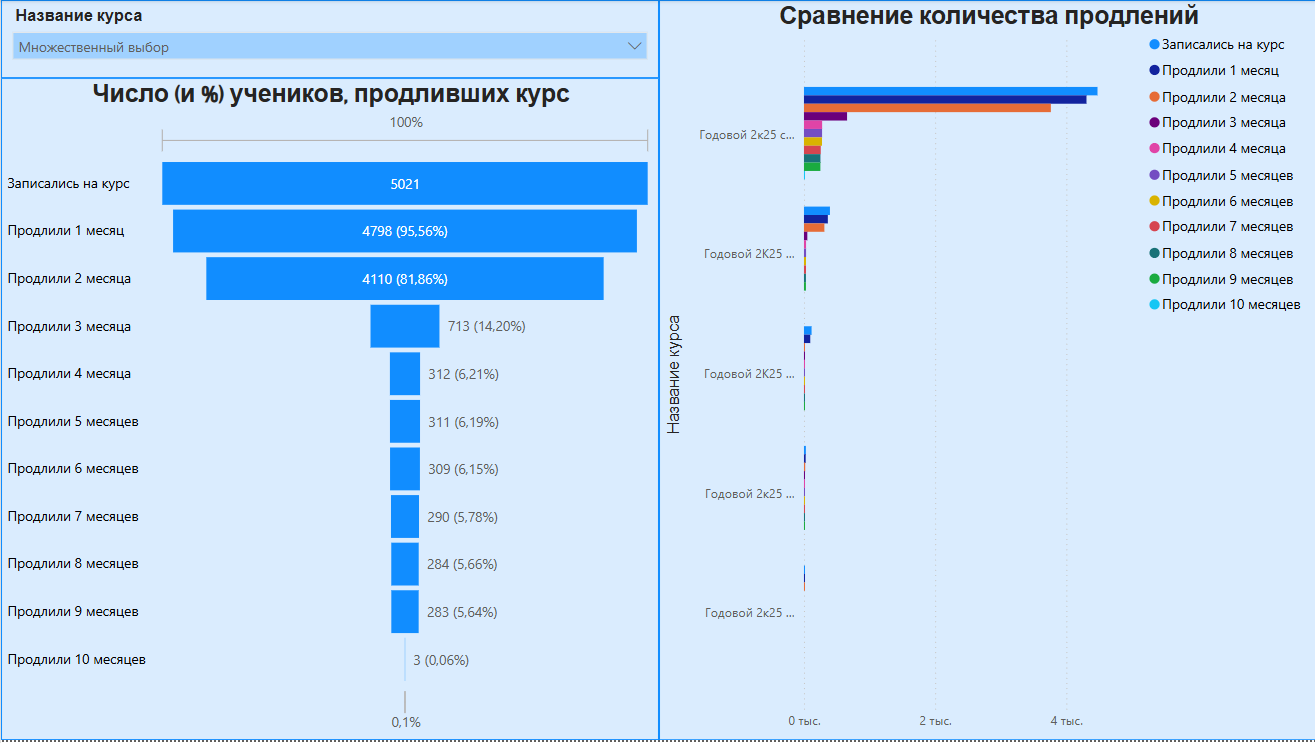 Название курса
Множественный выбор
Число (и %) учеников, продливших курс
100%
Записались на курс
5021
Продлили 1 месяц
4798 (95,56%)
Продлили 2 месяца
4110 (81,86%)
Продлили 3 месяца
713 (14,20%)
Продлили 4 месяца
312 (6,21%)
Продлили 5 месяцев
311 (6,19%)
Продлили 6 месяцев
309 (6,15%)
Продлили 7 месяцев
290 (5,78%)
Продлили 8 месяцев
284 (5,66%)
Продлили 9 месяцев
283 (5,64%)
Продлили 10 месяцев
3 (0,06%)
0,1%
Сравнение количества продлений
Записались на курс
Продлили 1 месяц
Продлили 2 месяца
Продлили 3 месяца
Продлили 4 месяца
Продлили 5 месяцев
Продлили 6 месяцев
Продлили 7 месяцев
Продлили 8 месяцев
Продлили 9 месяцев
Продлили 10 месяцев
Название курса
Годовой 2к25 с...
Годовой 2К25 ...
Годовой 2К25 ...
Годовой 2к25 ...
Годовой 2к25 ...
0 тыс.
2 тыс.
4 тыс.